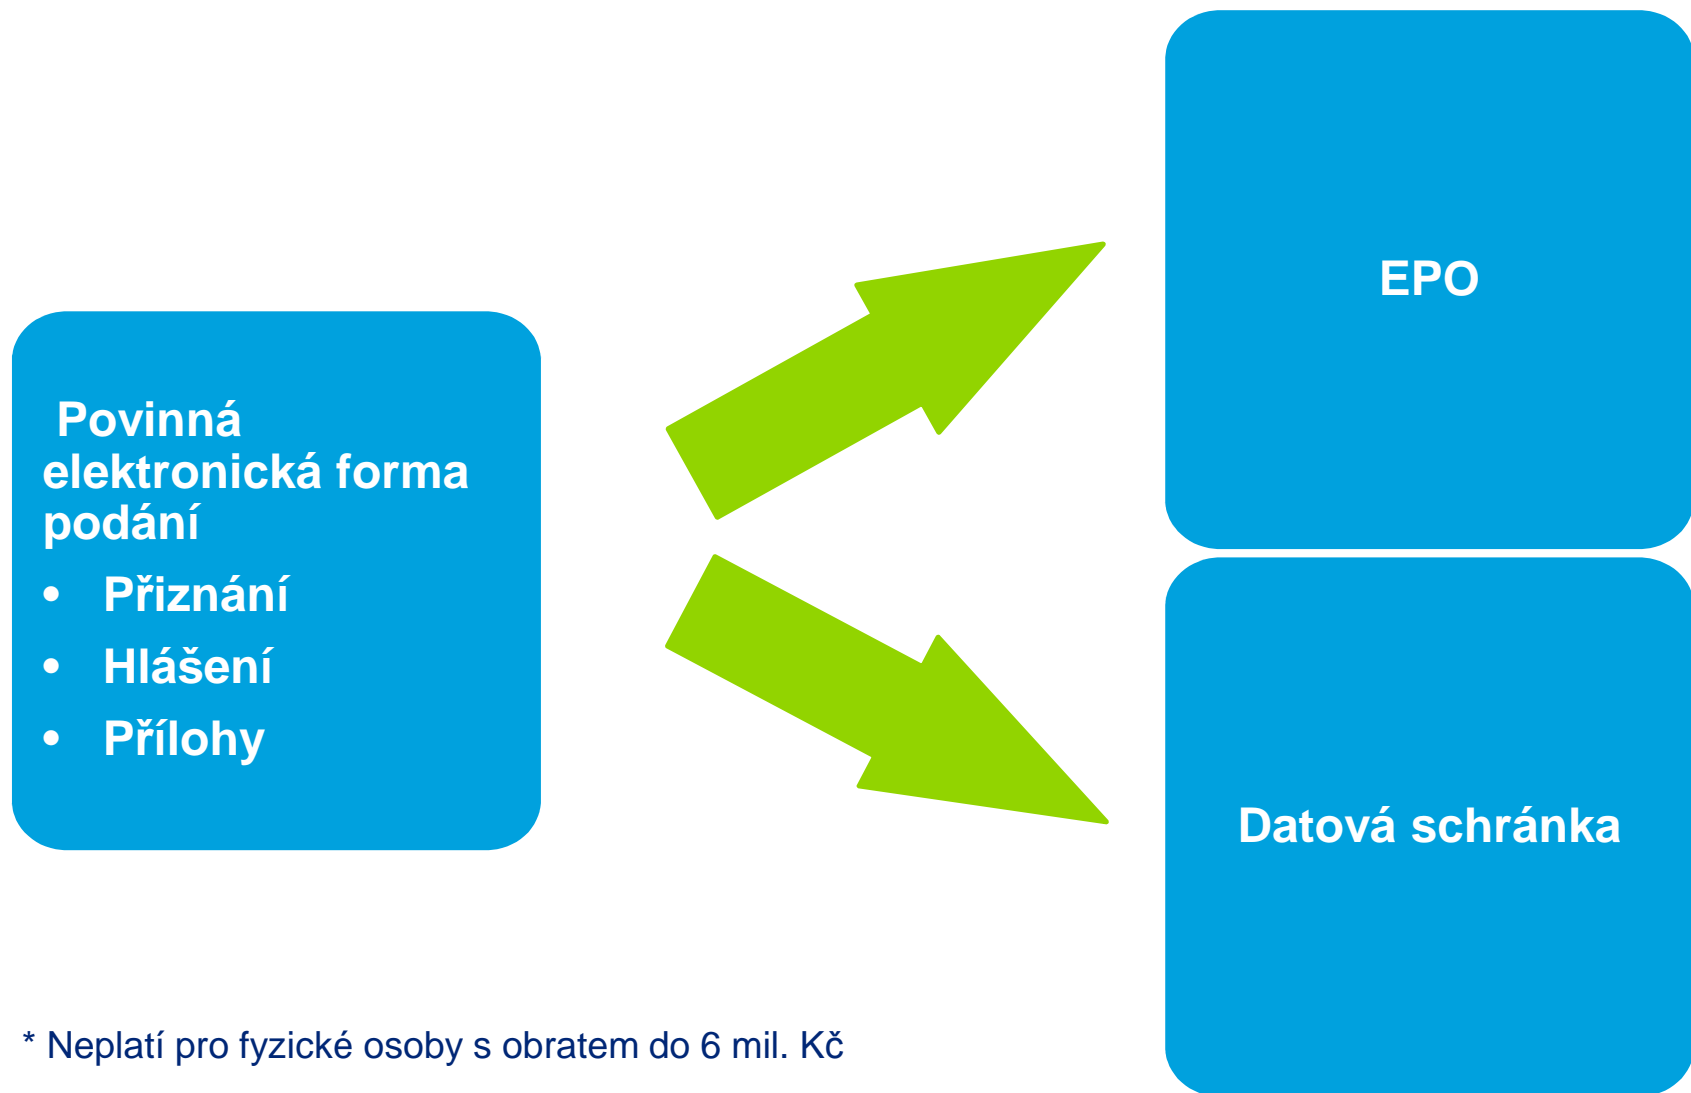 Povinná
elektronická forma
podání
• Přiznání
• Hlášení
• Přílohy
EPO
Datová schránka
* Neplatí pro fyzické osoby s obratem do 6 mil. Kč